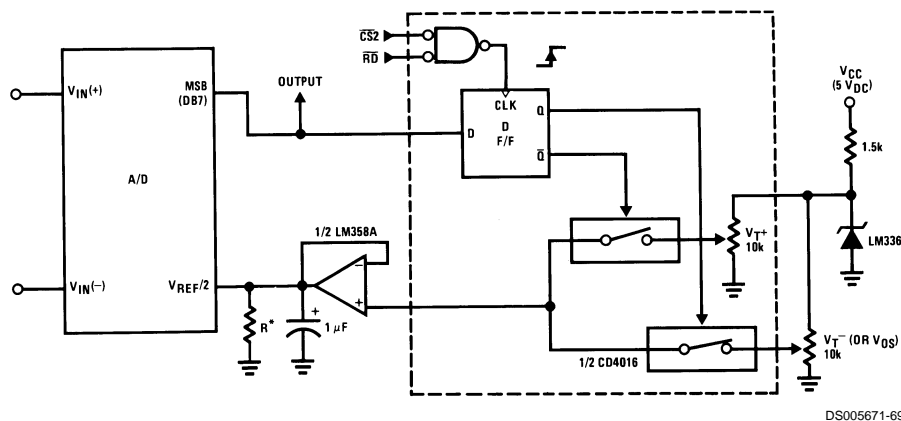 CS2
RD
CLK
D
D
F/F
Q
Q
OUTPUT
MSB
(DB7)
VIN(+)
A/D
VIN(−)
VREF/2
1/2 LM358A
−
+
R*
+
1 μF
1/2 CD4016
VT+
10k
VT− (OR VOS)
10k
VCC
(5 VDC)
1.5k
LM336
DS005671-69